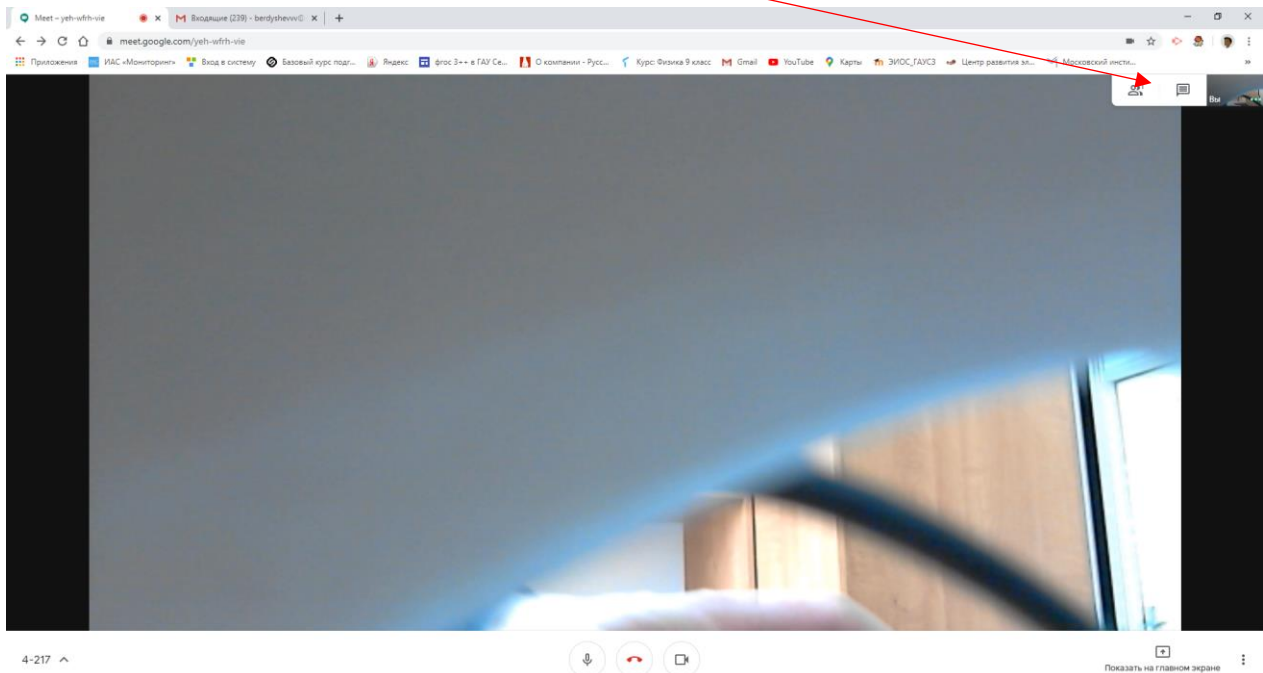 Meet – yeh-wfrh-vie
Входящие (239) - berdyshevvv@
meet.google.com/yeh-wfrh-vie
Приложения ИАС «Мониторинг» Вход в систему Базовый курс подг... Яндекс фгос 3++ в ГАУ Се... О компании - Русс... Курс: Физика 9 класс Gmail YouTube Карты ЭИОС_ГАУСЗ Центр развития эл... Московский инсти... »
Вы
4-217
Показать на главном экране